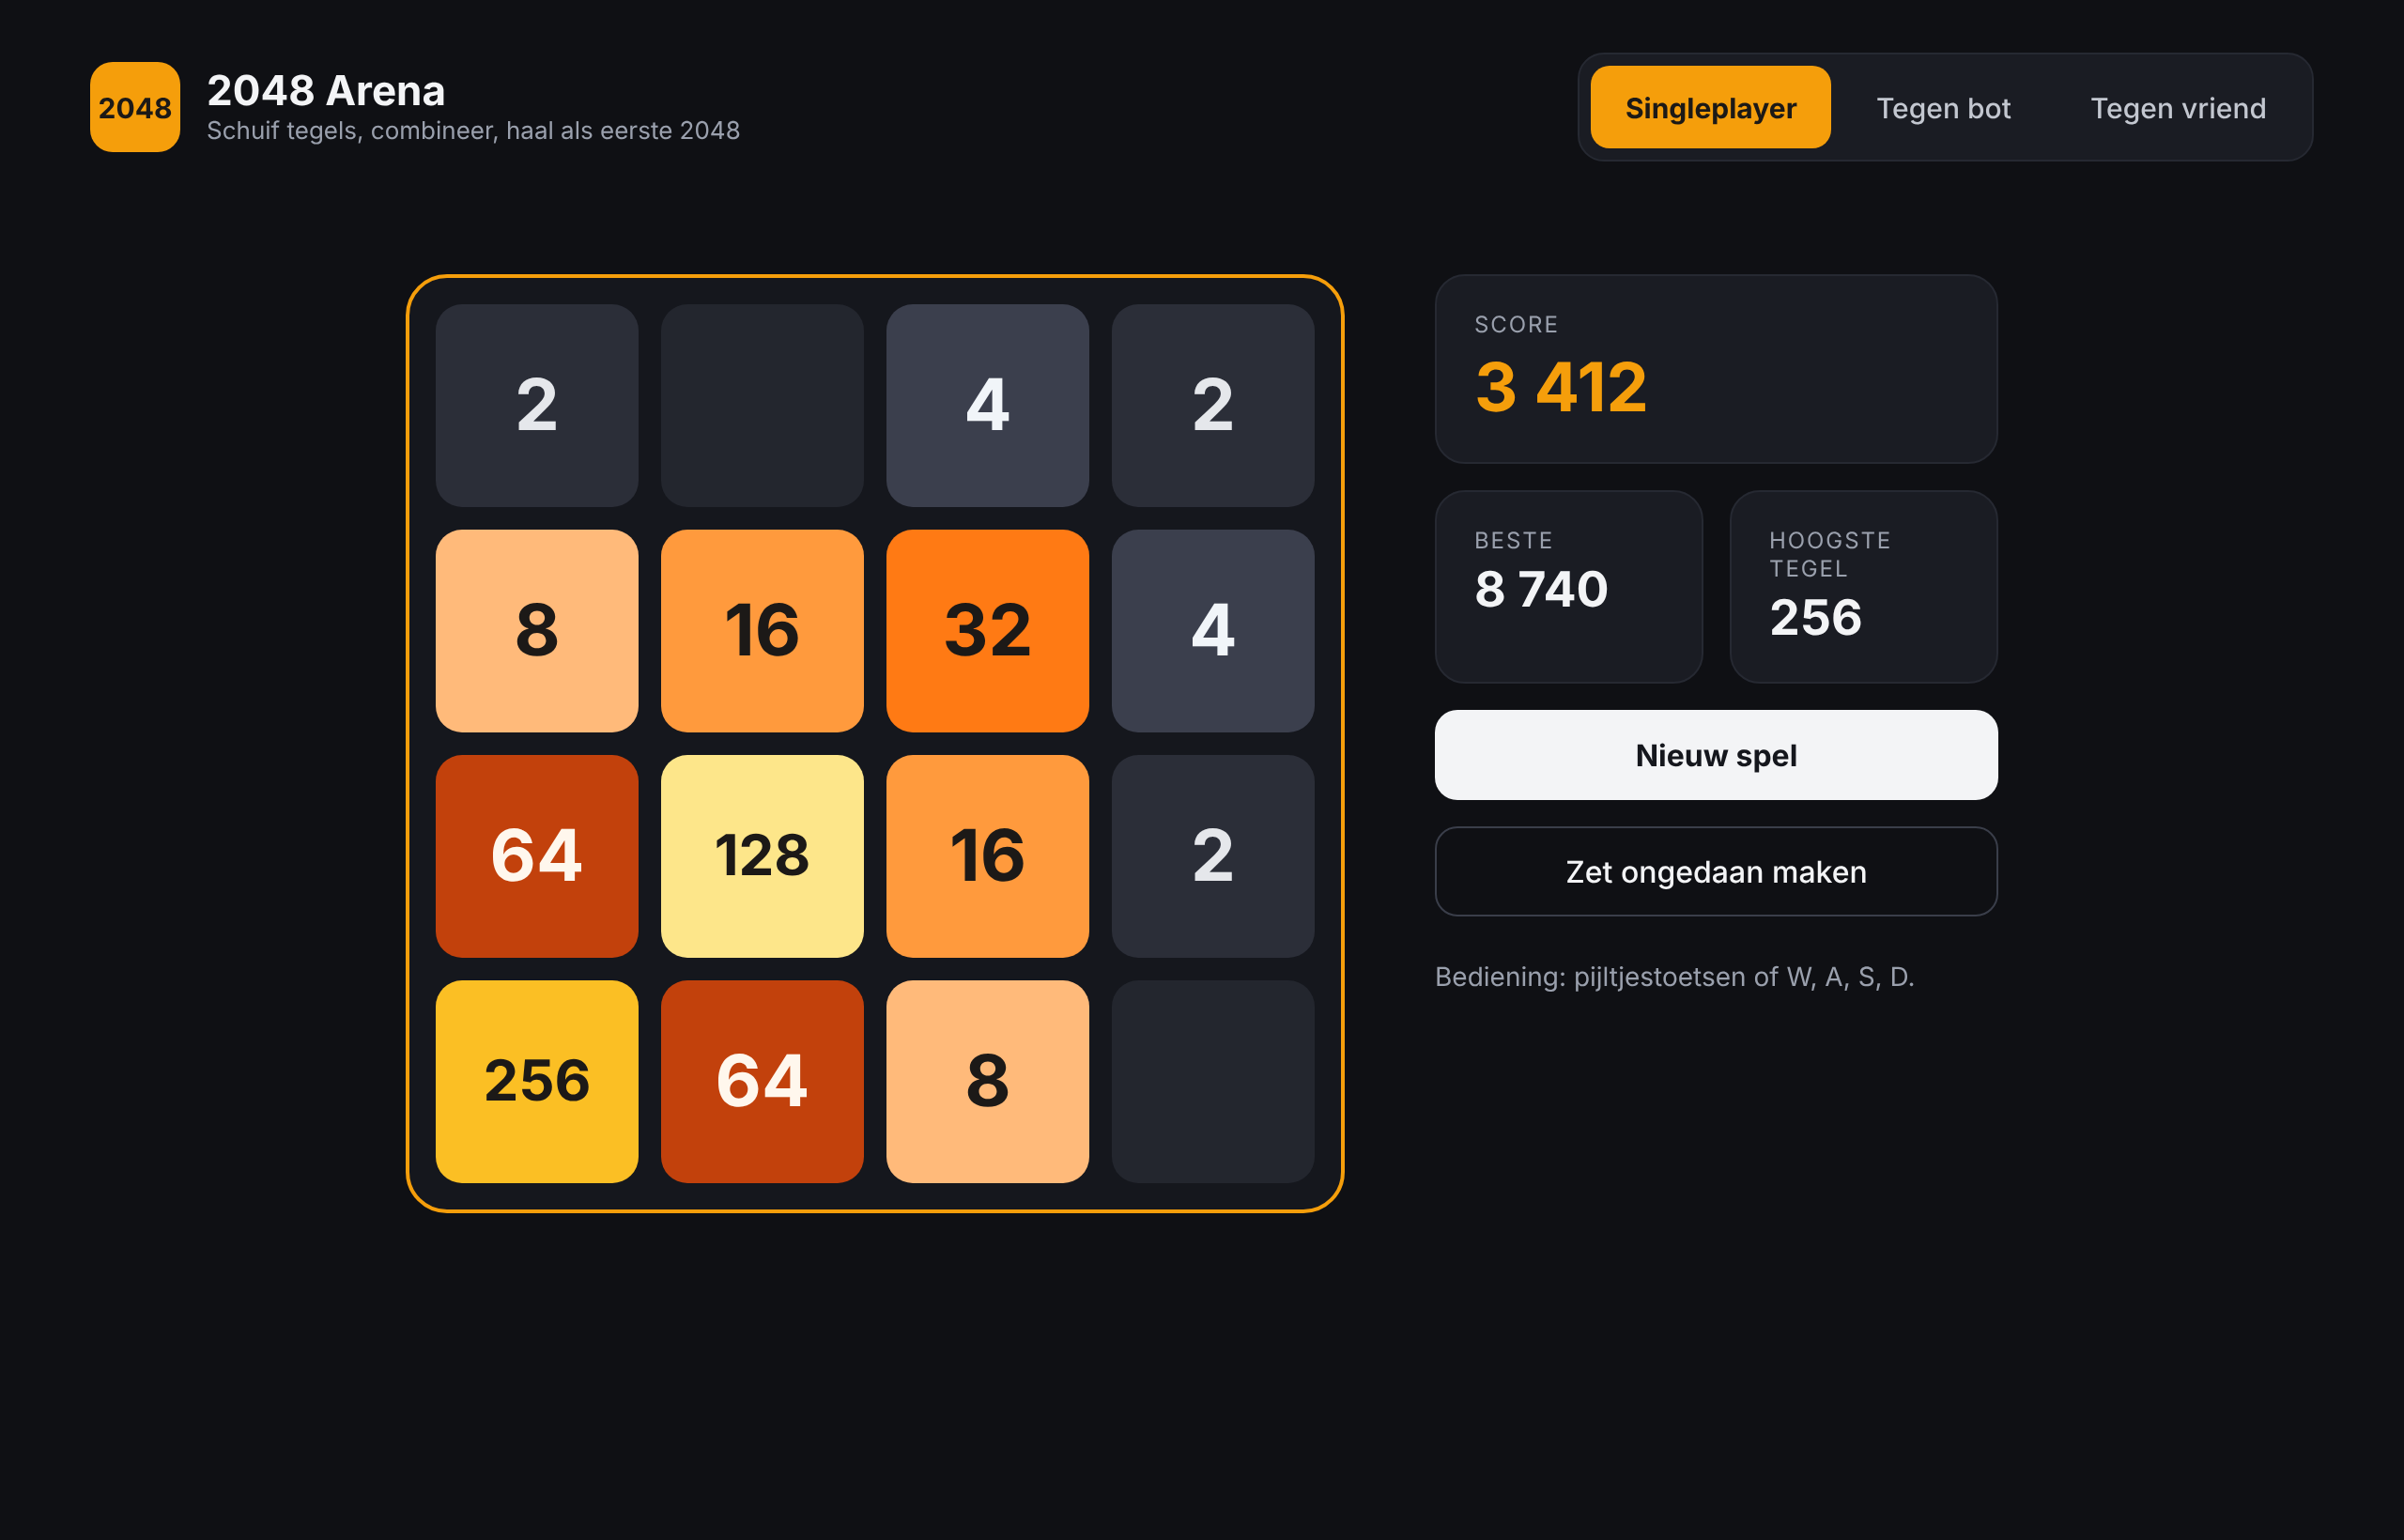 2048
2048 Arena
Schuif tegels, combineer, haal als eerste 2048
Singleplayer
Tegen bot
Tegen vriend
2
4
2
8
16
32
4
64
128
16
2
256
64
8
SCORE
3 412
BESTE
8 740
HOOGSTE
TEGEL
256
Nieuw spel
Zet ongedaan maken
Bediening: pijltjestoetsen of W, A, S, D.